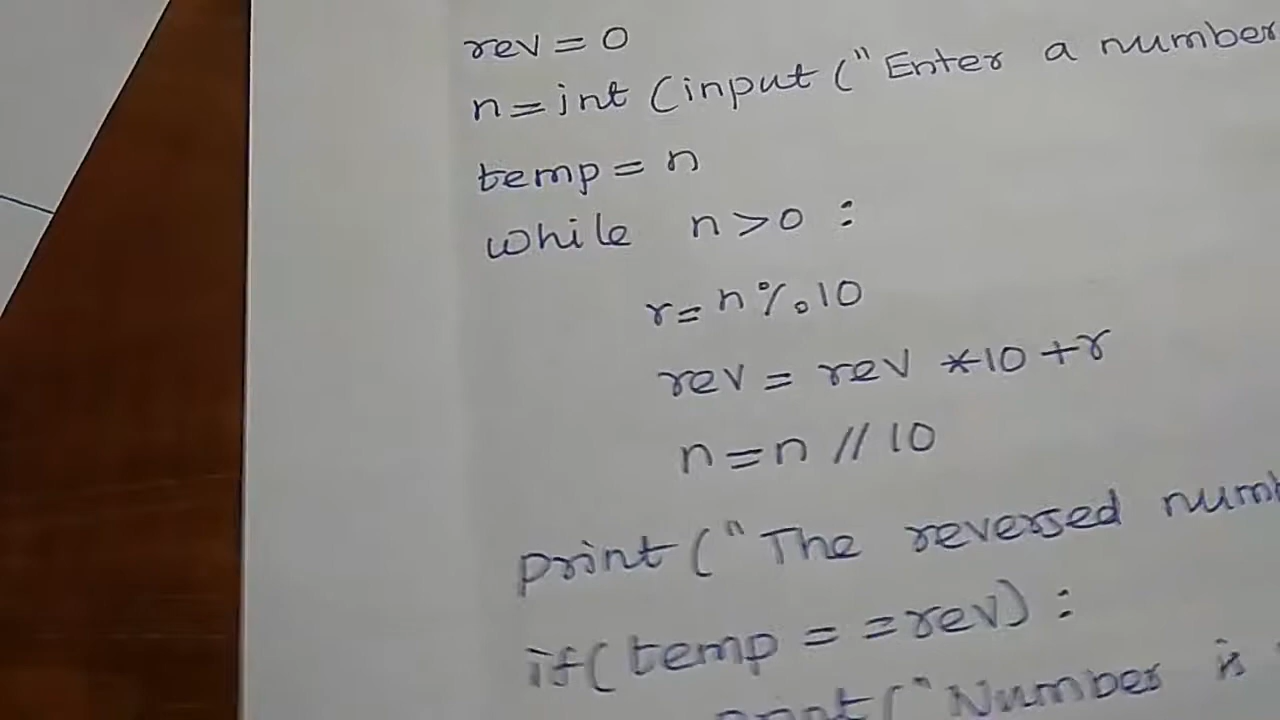 rev = 0
n = int (input ("Enter a number
temp = n
while n > 0 :
r = n % 10
rev = rev * 10 + r
n = n // 10
print ("The reversed
if (temp = = rev) :
print ("Number is